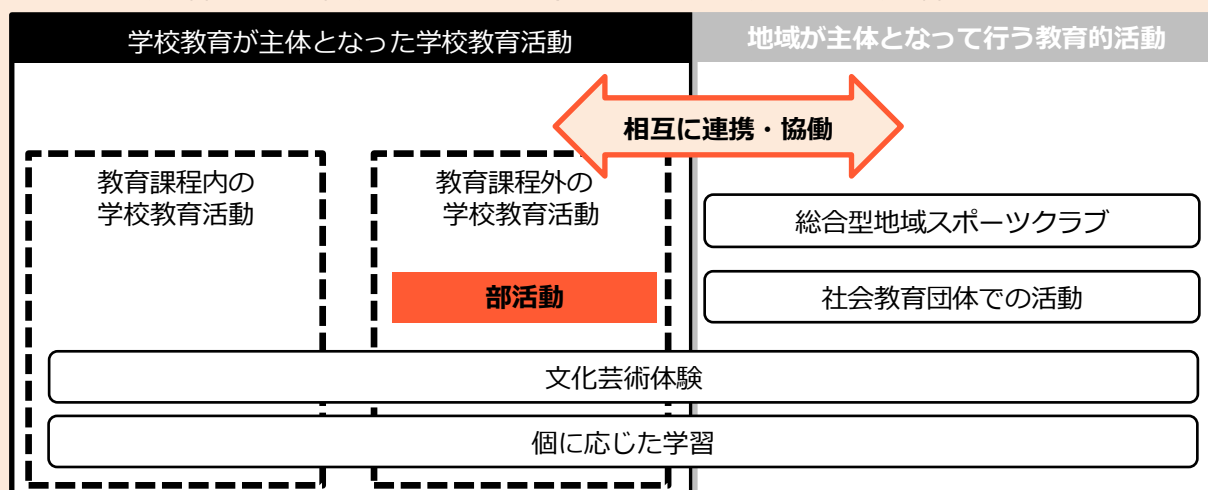 学校教育が主体となった学校教育活動
地域が主体となって行う教育的活動
相互に連携・協働
教育課程内の
学校教育活動
教育課程外の
学校教育活動
総合型地域スポーツクラブ
部活動
社会教育団体での活動
文化芸術体験
個に応じた学習